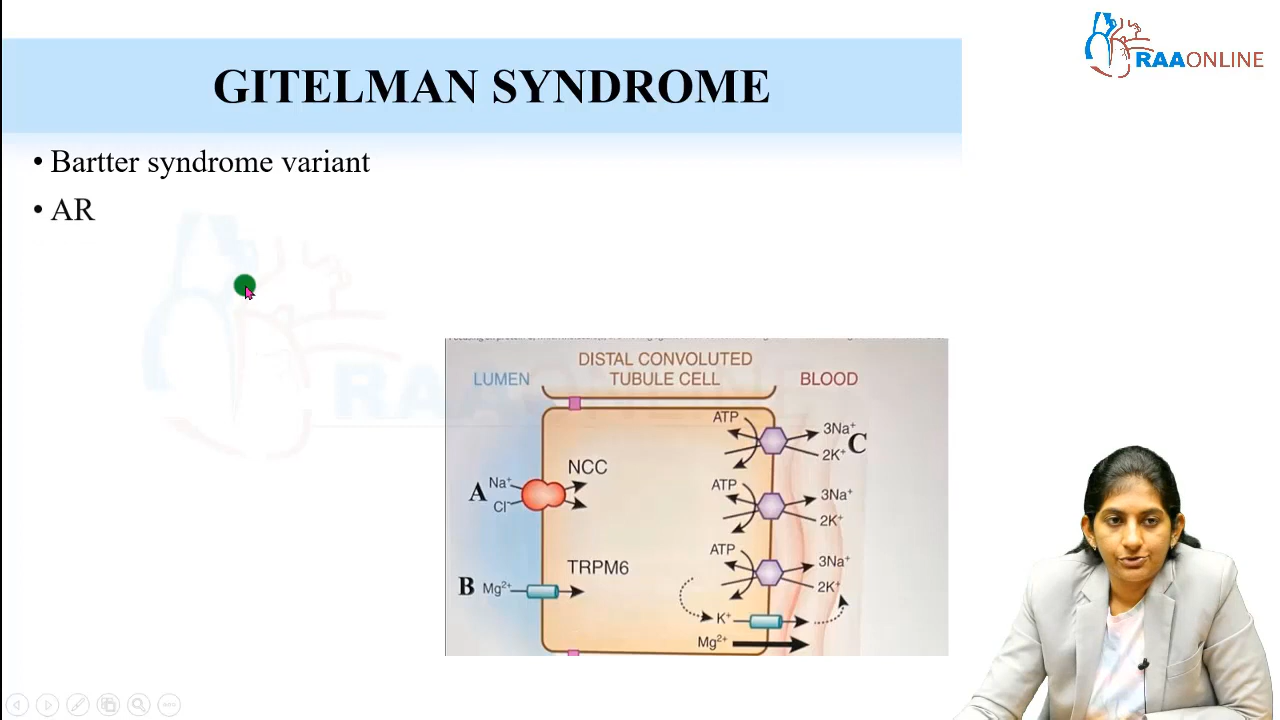 RAAONLINE
GITELMAN SYNDROME
• Bartter syndrome variant
• AR
DISTAL CONVOLUTED
TUBULE CELL
LUMEN
BLOOD
ATP
3Na⁺
2K⁺
C
NCC
A
Na⁺
Cl⁻
ATP
3Na⁺
2K⁺
ATP
3Na⁺
2K⁺
TRPM6
B
Mg²⁺
K⁺
Mg²⁺